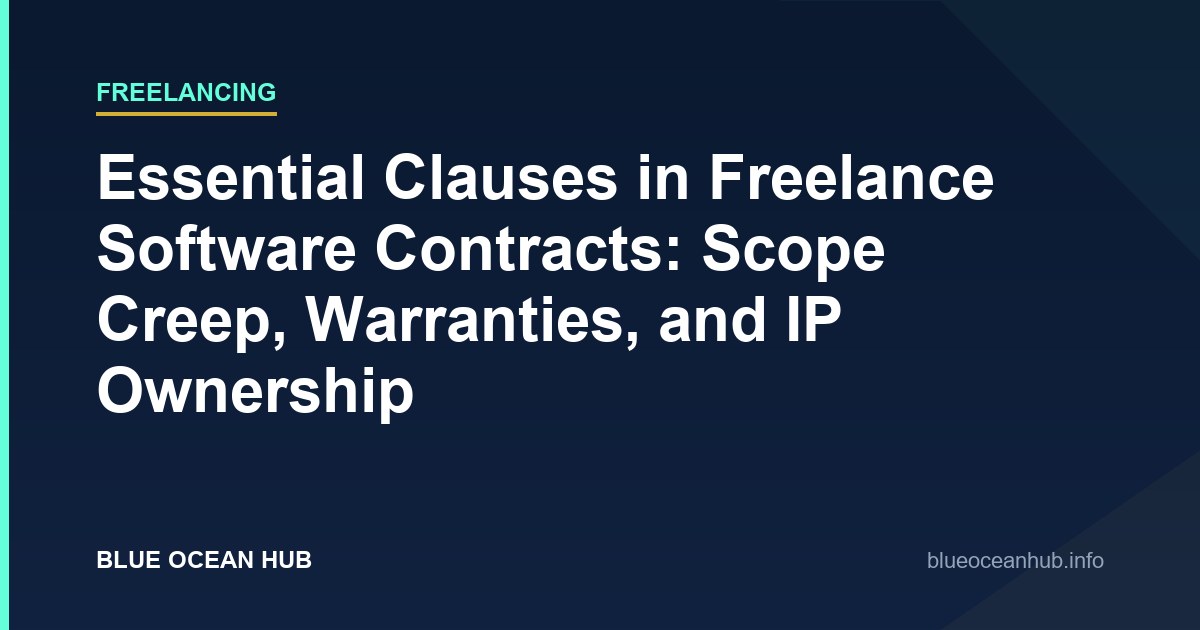 FREELANCING
Essential Clauses in Freelance
Software Contracts: Scope
Creep, Warranties, and IP
Ownership
BLUE OCEAN HUB
blueoceanhub.info